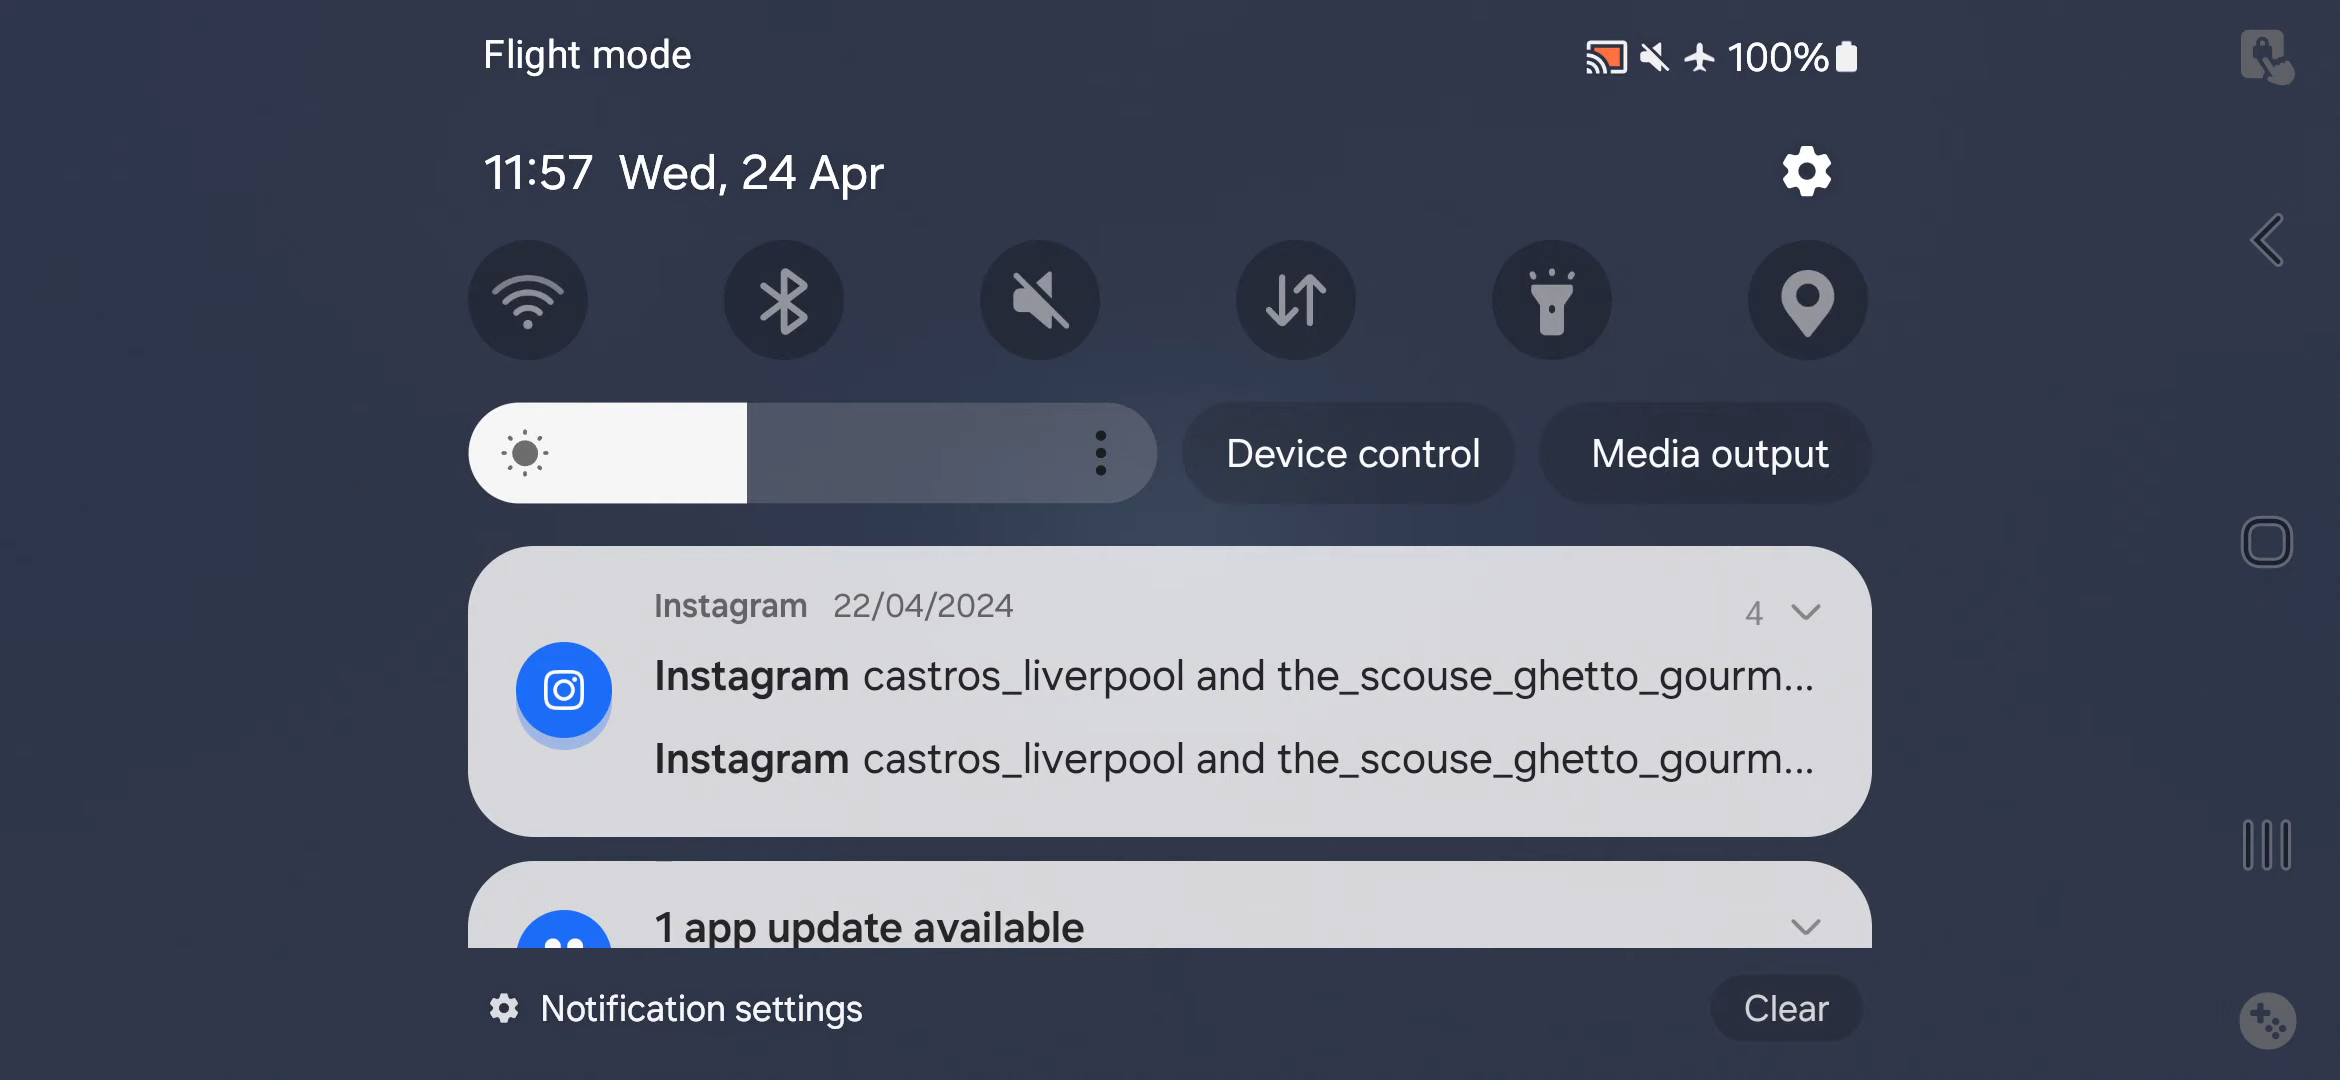 Flight mode
100%
11:57 Wed, 24 Apr
Device control
Media output
Instagram 22/04/2024
4
Instagram castros_liverpool and the_scouse_ghetto_gourm...
Instagram castros_liverpool and the_scouse_ghetto_gourm...
1 app update available
Notification settings
Clear